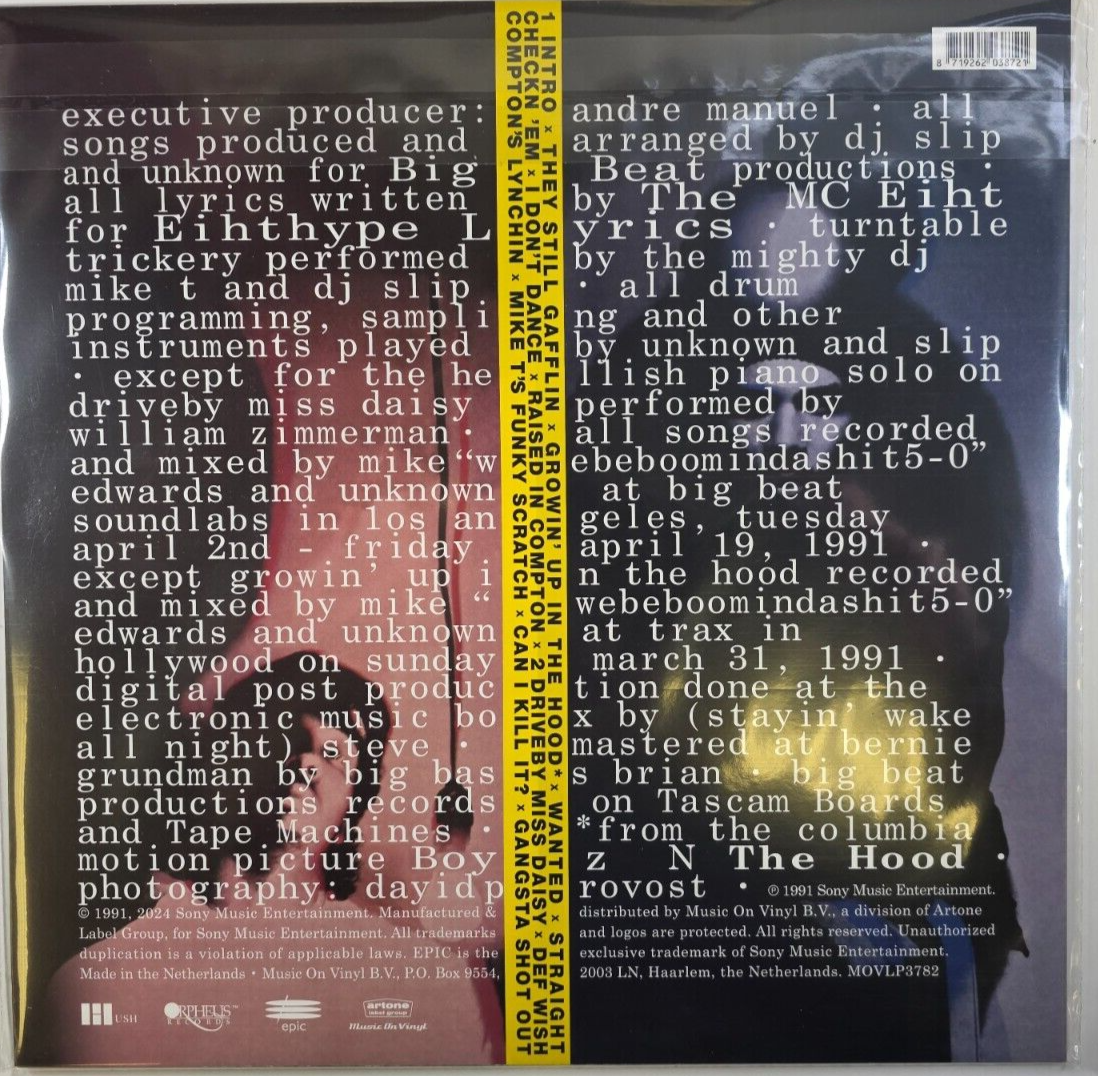 8 719262 038721
executive producer: andre manuel · all
songs produced and arranged by dj slip
and unknown for Big Beat productions ·
all lyrics written by The MC Eiht
for Eihthype Lyrics · turntable
trickery performed by the mighty dj
mike t and dj slip · all drum
programming, sampling and other
instruments played by unknown and slip
· except for the hellish piano solo on
driveby miss daisy performed by
william zimmerman · all songs recorded
and mixed by mike “webeboomindashit5-0”
edwards and unknown at big beat
soundlabs in los angeles, tuesday
april 2nd - friday april 19, 1991 ·
except growin’ up in the hood recorded
and mixed by mike “webeboomindashit5-0”
edwards and unknown at trax in
hollywood on sunday march 31, 1991 ·
digital post production done at the
electronic music box by (stayin’ wake
all night) steve · mastered at bernie
grundman by big bass brian · big beat
productions records on Tascam Boards
and Tape Machines · *from the columbia
motion picture Boyz N The Hood ·
photography: david provost · ℗ 1991 Sony Music Entertainment.
© 1991, 2024 Sony Music Entertainment. Manufactured & distributed by Music On Vinyl B.V., a division of Artone
Label Group, for Sony Music Entertainment. All trademarks and logos are protected. All rights reserved. Unauthorized
duplication is a violation of applicable laws. EPIC is the exclusive trademark of Sony Music Entertainment.
Made in the Netherlands • Music On Vinyl B.V., P.O. Box 9554, 2003 LN, Haarlem, the Netherlands. MOVLP3782
1 INTRO x THEY STILL GAFFLIN x GROWIN' UP IN THE HOOD* x WANTED x STRAIGHT
CHECKN 'EM x I DON'T DANCE x RAISED IN COMPTON x 2 DRIVEBY MISS DAISY x DEF WISH
COMPTON'S LYNCHIN x MIKE T'S FUNKY SCRATCH x CAN I KILL IT? x GANGSTA SHOT OUT
HUSH
ORPHEUS™
RECORDS
epic
artone
label group
Music On Vinyl